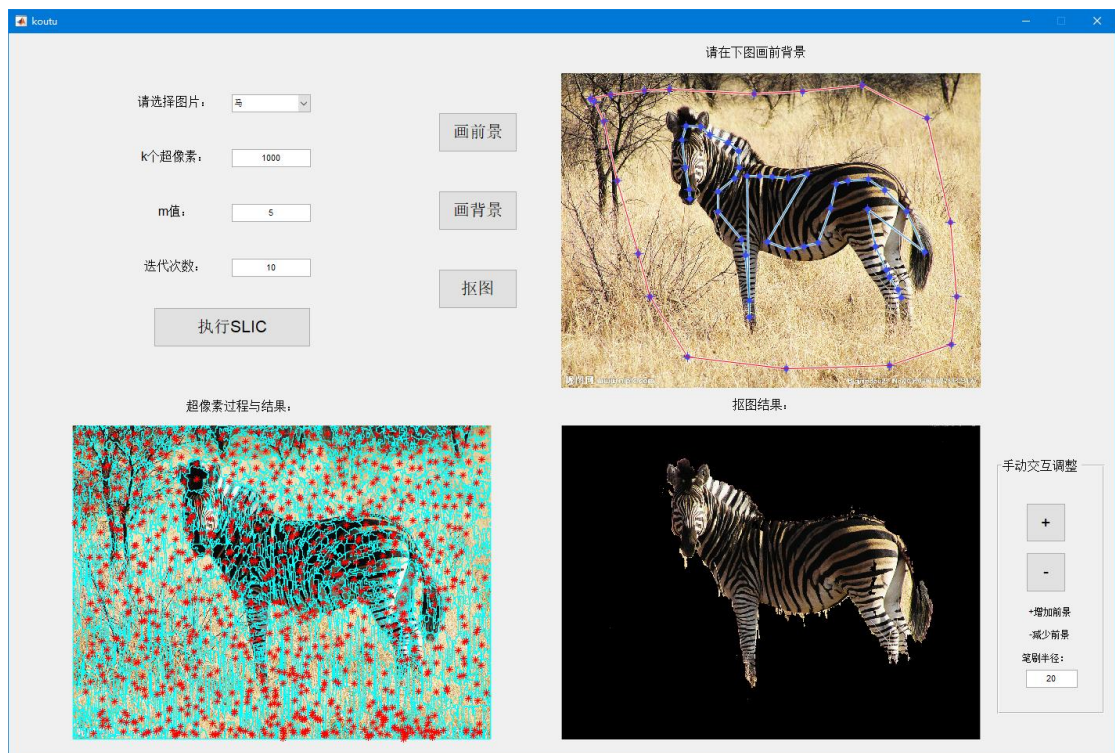 koutu
请在下图画前背景
请选择图片：
马
画前景
k个超像素：
1000
画背景
m值：
5
迭代次数：
10
抠图
执行SLIC
超像素过程与结果：
抠图结果：
手动交互调整
+
-
+增加前景
-减少前景
笔刷半径：
20